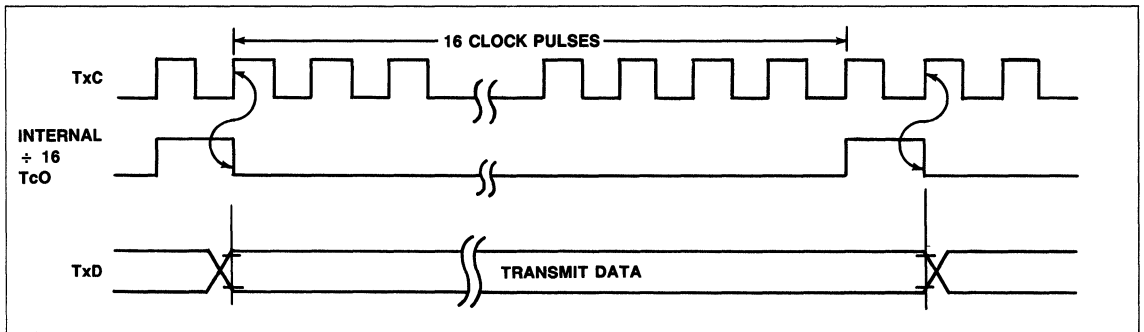 16 CLOCK PULSES
TxC
INTERNAL
÷ 16
TcO
TxD
TRANSMIT DATA